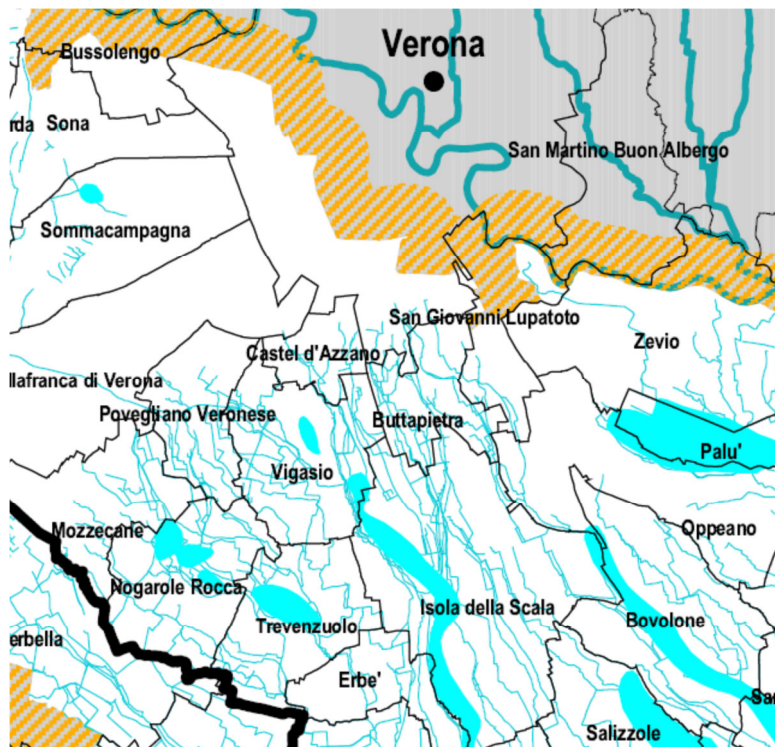 Bussolengo
Verona
rda Sona
San Martino Buon Albergo
Sommacampagna
San Giovanni Lupatoto
Zevio
Castel d'Azzano
llafranca di Verona
Povegliano Veronese
Buttapietra
Palu'
Vigasio
Mozzecane
Oppeano
Nogarole Rocca
Isola della Scala
Trevenzuolo
Bovolone
erbella
Erbe'
Sar
Salizzole